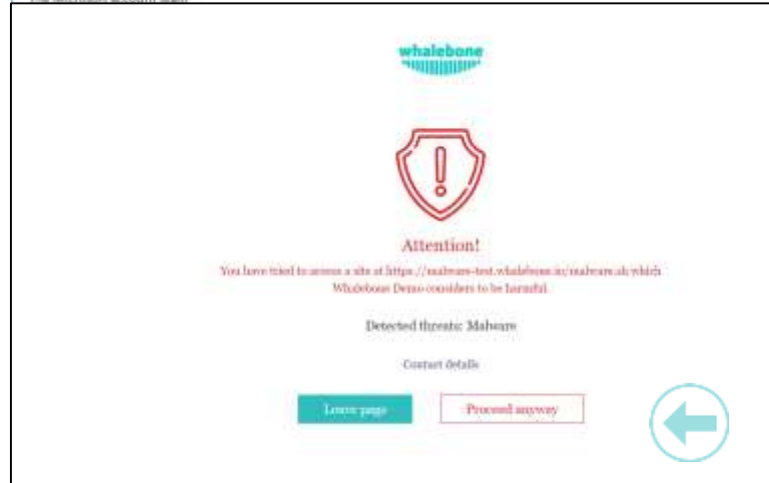 whalebone
Attention!
You have tried to access a site at https://malware-test.whalebone.io/malware. which
Whalebone Demo considers to be harmful.
Detected threats: Malware
Contact details
Leave page
Proceed anyway